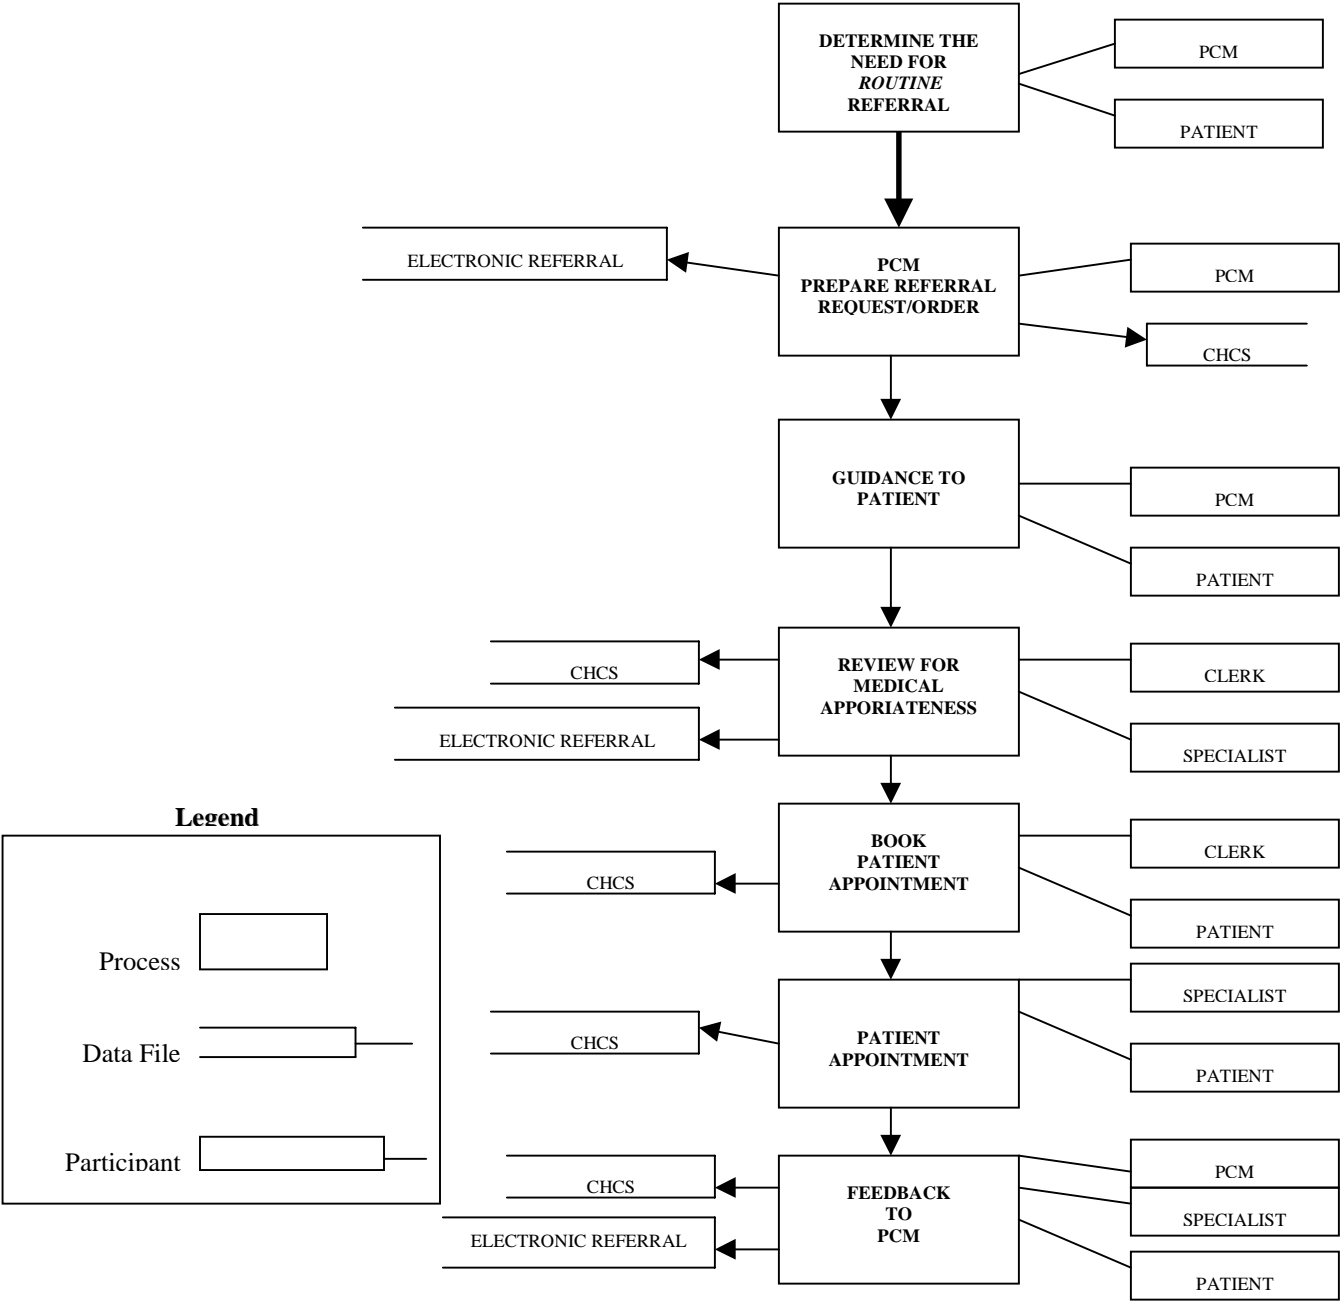 DETERMINE THE
NEED FOR
ROUTINE
REFERRAL
PCM
PATIENT
ELECTRONIC REFERRAL
PCM
PREPARE REFERRAL
REQUEST/ORDER
PCM
CHCS
GUIDANCE TO
PATIENT
PCM
PATIENT
CHCS
ELECTRONIC REFERRAL
REVIEW FOR
MEDICAL
APPORIATENESS
CLERK
SPECIALIST
CHCS
BOOK
PATIENT
APPOINTMENT
CLERK
PATIENT
CHCS
PATIENT
APPOINTMENT
SPECIALIST
PATIENT
CHCS
ELECTRONIC REFERRAL
FEEDBACK
TO
PCM
PCM
SPECIALIST
PATIENT
Legend
Process
Data File
Participant